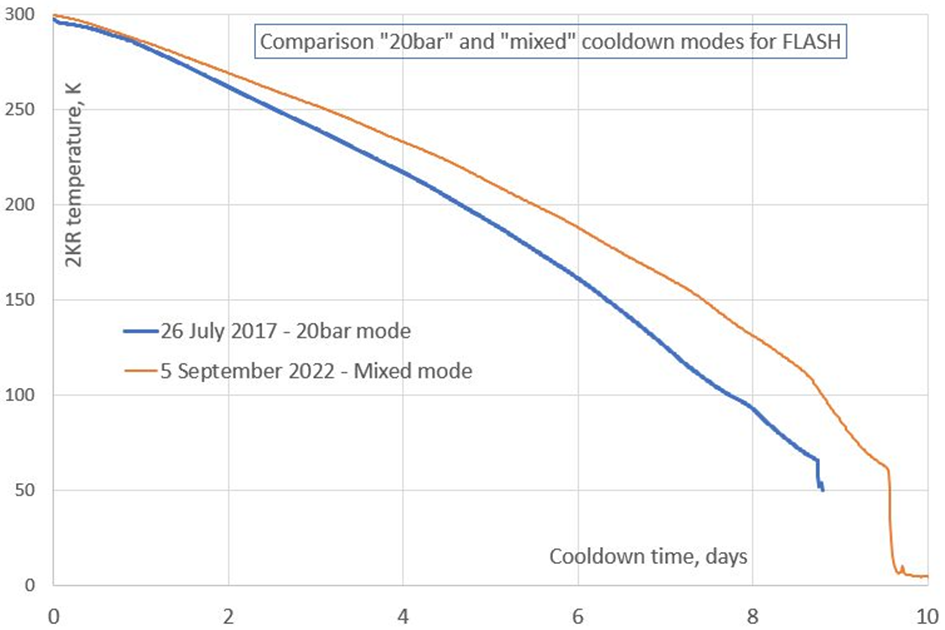 300
Comparison "20bar" and "mixed" cooldown modes for FLASH
250
2KR temperature, K
200
150
26 July 2017 - 20bar mode
5 September 2022 - Mixed mode
100
50
Cooldown time, days
0
0 2 4 6 8 10